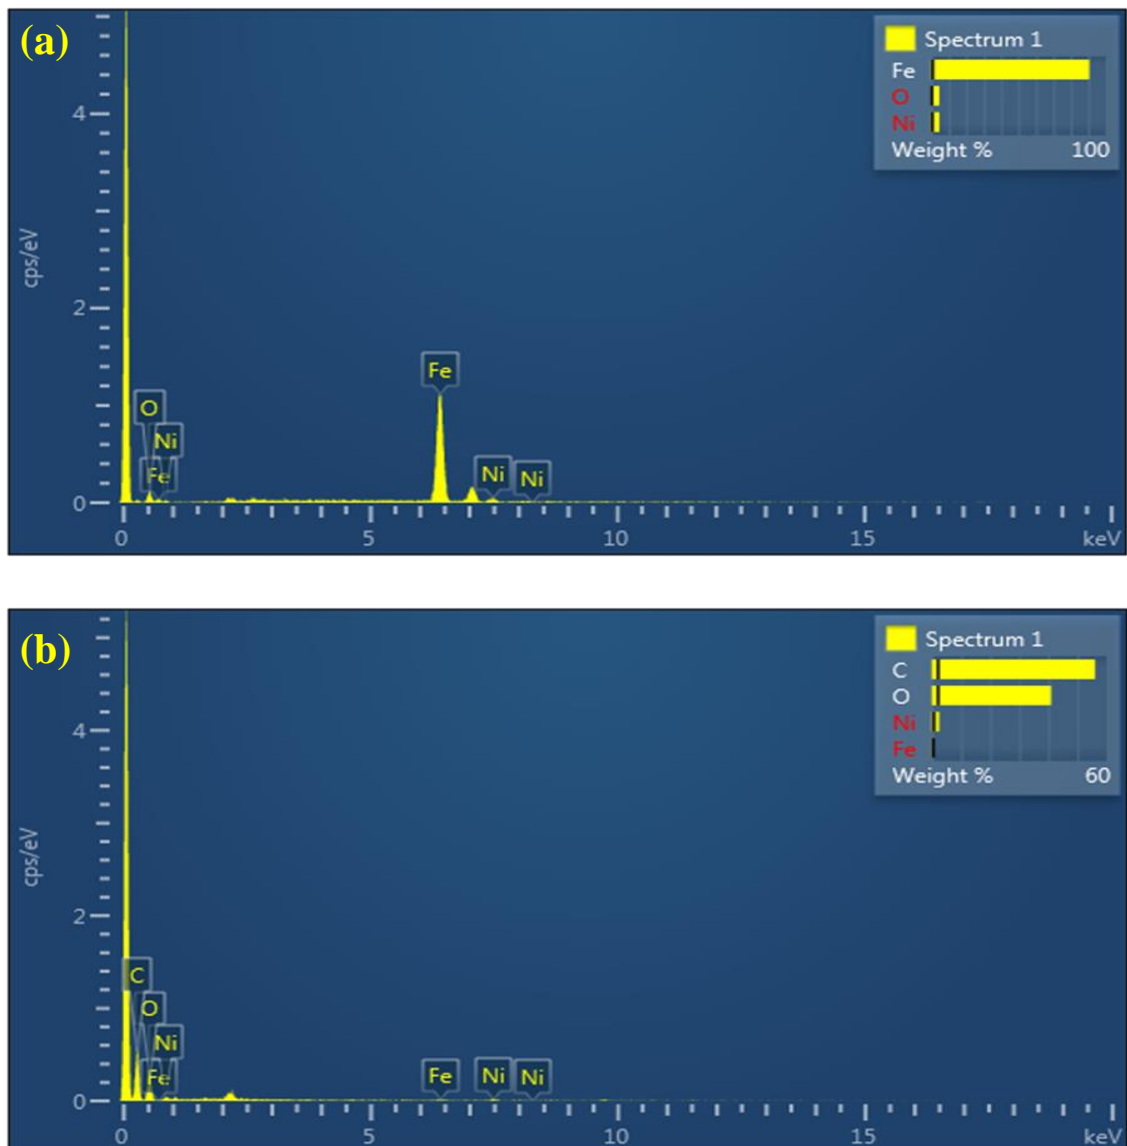 (a)
Spectrum 1
Fe
O
Ni
Weight % 100
4
cps/eV
2
Fe
O
Ni
Fe
Ni
Ni
0
0 5 10 15 keV
(b)
Spectrum 1
C
O
Ni
Fe
Weight % 60
4
cps/eV
2
C
O
Ni
Fe
Fe
Ni
Ni
0
0 5 10 15 keV